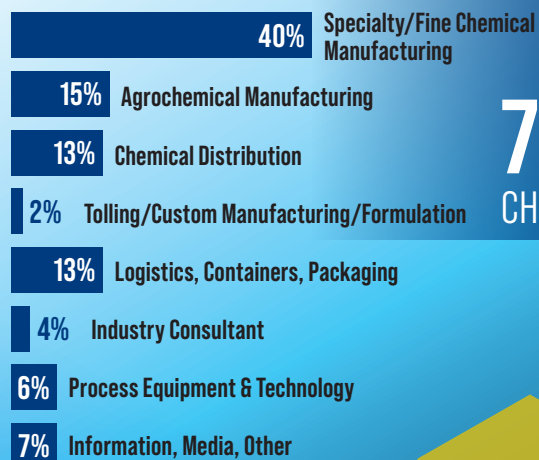 40% Specialty/Fine Chemical
Manufacturing
15% Agrochemical Manufacturing
13% Chemical Distribution
2% Tolling/Custom Manufacturing/Formulation
13% Logistics, Containers, Packaging
4% Industry Consultant
6% Process Equipment & Technology
7% Information, Media, Other
7
CH